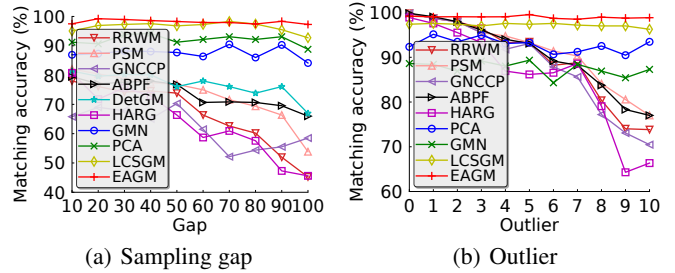 Matching accuracy (%)
100
90
80
70
60
50
40
RRWM
PSM
GNCCP
ABPF
DetGM
HARG
GMN
PCA
LCSGM
EAGM
10 20 30 40 50 60 70 80 90 100
Gap
(a) Sampling gap
Matching accuracy (%)
100
90
80
70
60
RRWM
PSM
GNCCP
ABPF
HARG
PCA
GMN
LCSGM
EAGM
0 1 2 3 4 5 6 7 8 9 10
Outlier
(b) Outlier